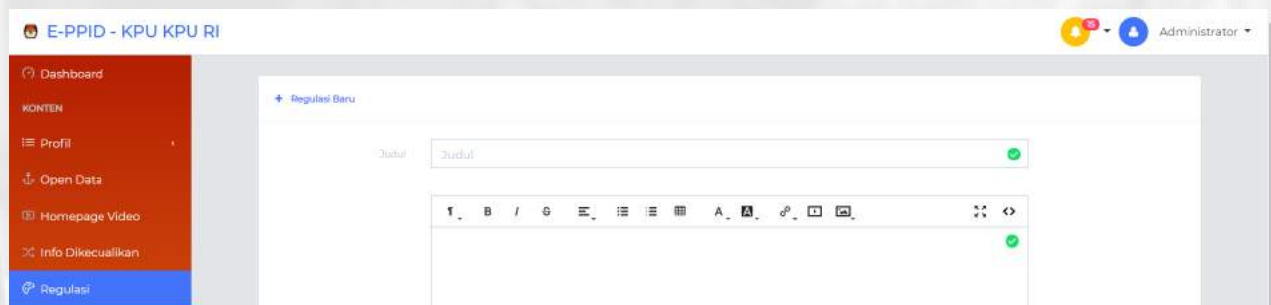 E-PPID - KPU KPU RI
15
Administrator
Dashboard
KONTEN
Profil
Open Data
Homepage Video
Info Dikecualikan
Regulasi
+ Regulasi Baru
Judul
Judul
¶ B I S A A <>